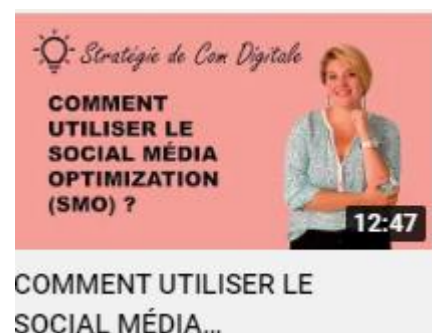 Stratégie de Com Digitale
COMMENT
UTILISER LE
SOCIAL MÉDIA
OPTIMIZATION
(SMO) ?
12:47
COMMENT UTILISER LE
SOCIAL MÉDIA...